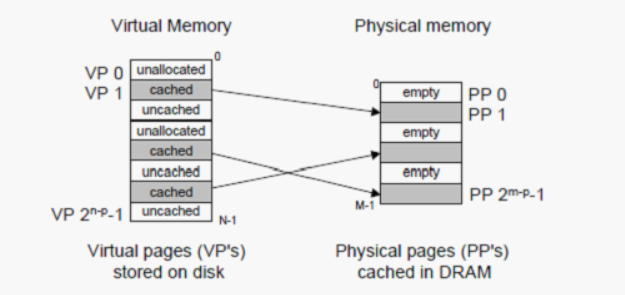 Virtual Memory
Physical memory
0
VP 0 unallocated
VP 1 cached
uncached
unallocated
cached
uncached
cached
VP 2ⁿ⁻ᵖ-1 uncached
N-1
0
empty PP 0
PP 1
empty
empty
PP 2ᵐ⁻ᵖ-1
M-1
Virtual pages (VP's)
stored on disk
Physical pages (PP's)
cached in DRAM